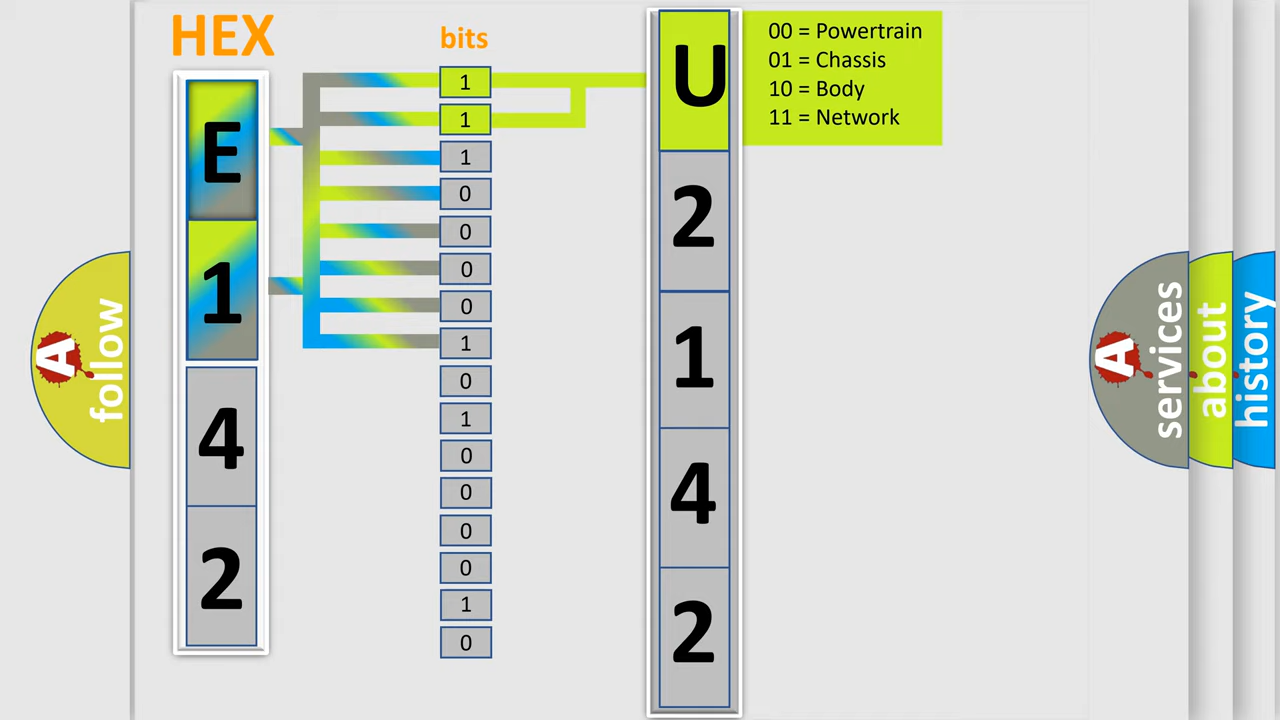 HEX
bits
E
1
4
2
1
1
1
0
0
0
0
1
0
1
0
0
0
0
1
0
U
2
1
4
2
00 = Powertrain
01 = Chassis
10 = Body
11 = Network
A follow
A services
about
history